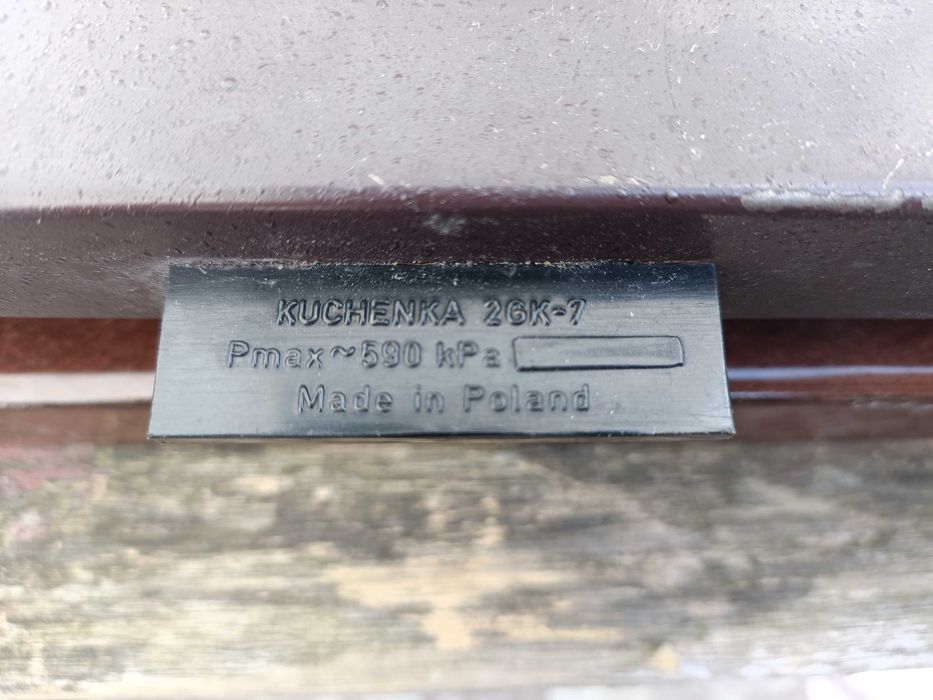 KUCHENKA 2GK-7
Pmax ~ 590 kPa
Made in Poland